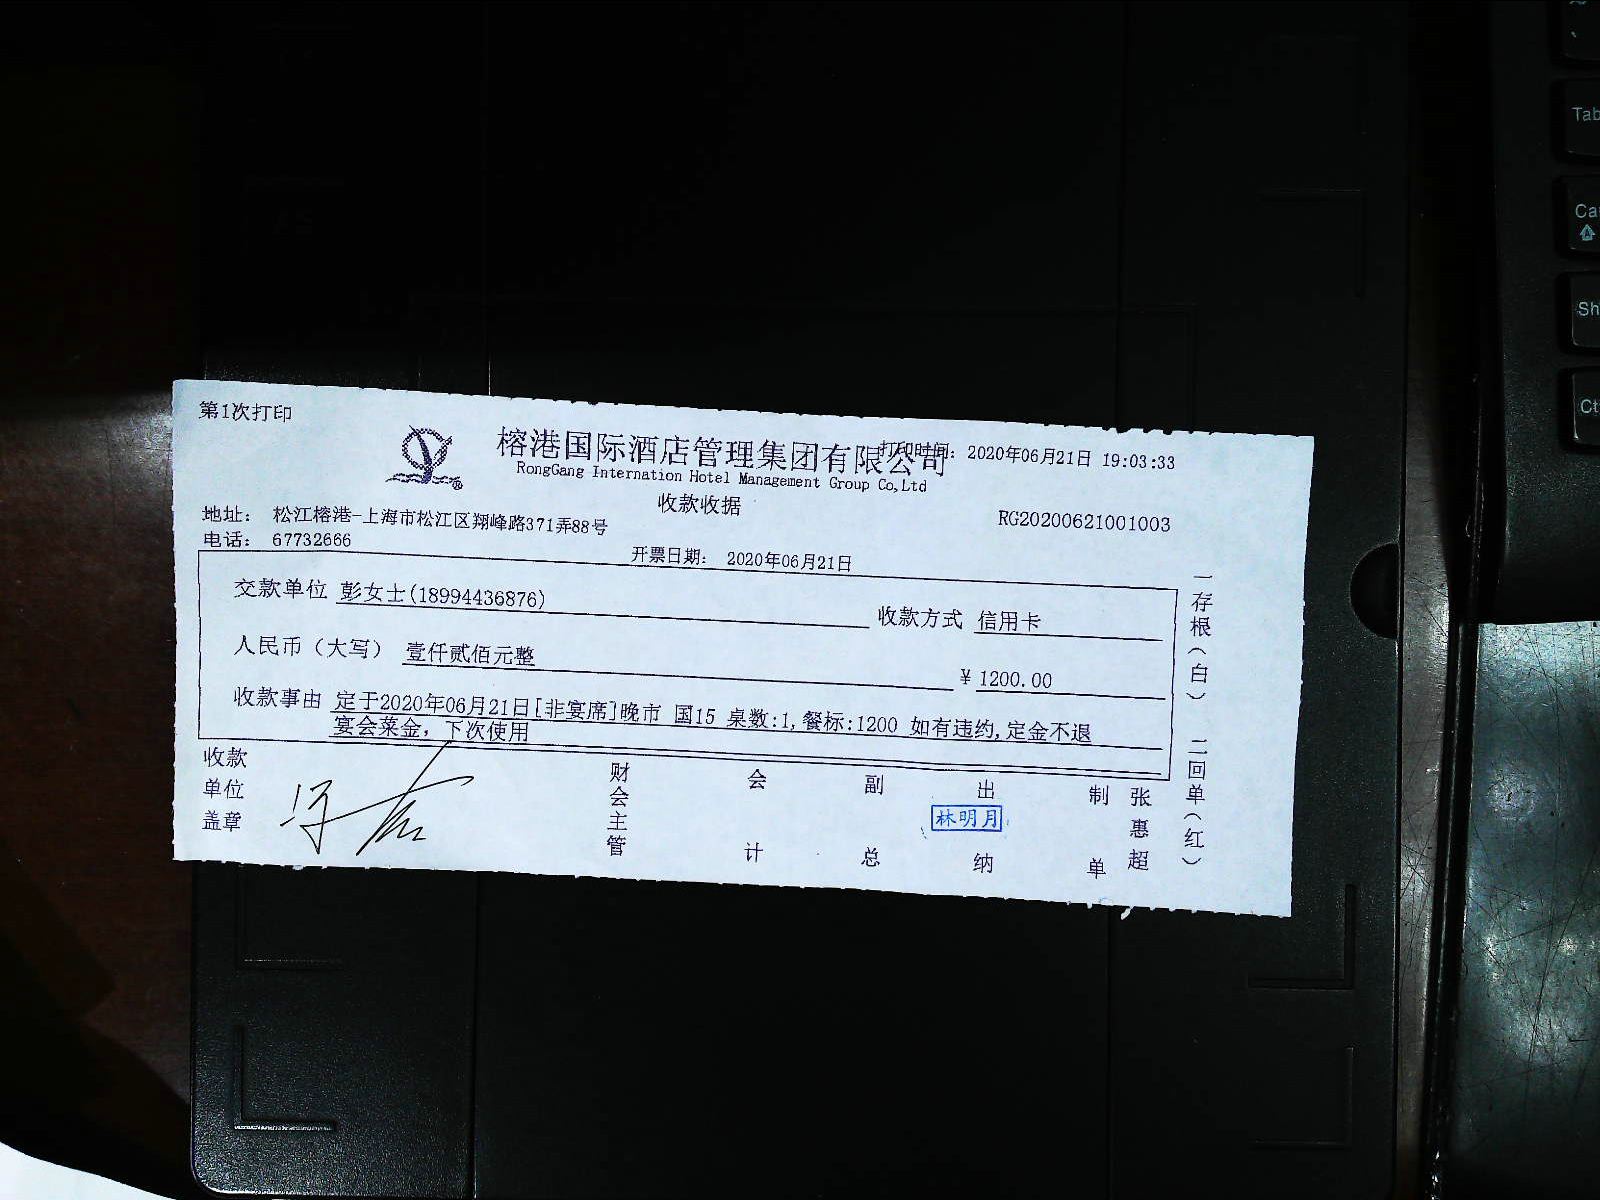 第1次打印
榕港国际酒店管理集团有限公司
打印时间: 2020年06月21日 19:03:33
RongGang Internation Hotel Management Group Co,Ltd
收款收据
地址: 松江榕港-上海市松江区翔峰路371弄88号
RG20200621001003
电话: 67732666
开票日期: 2020年06月21日
交款单位 彭女士(18994436876)
收款方式 信用卡
人民币（大写） 壹仟贰佰元整
¥ 1200.00
收款事由 定于2020年06月21日[非宴席]晚市 国15 桌数:1,餐标:1200 如有违约,定金不退
宴会菜金，下次使用
收款单位盖章
财会主管
会计
副总
出纳
林明月
制单
张惠超
一存根（白） 二回单（红）
Tab
Ca
Sh
Ct